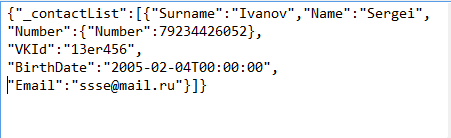 {"_contactList":[{"Surname":"Ivanov","Name":"Sergei",
"Number":{"Number":79234426052},
"VKId":"13er456",
"BirthDate":"2005-02-04T00:00:00",
"Email":"ssse@mail.ru"}]}